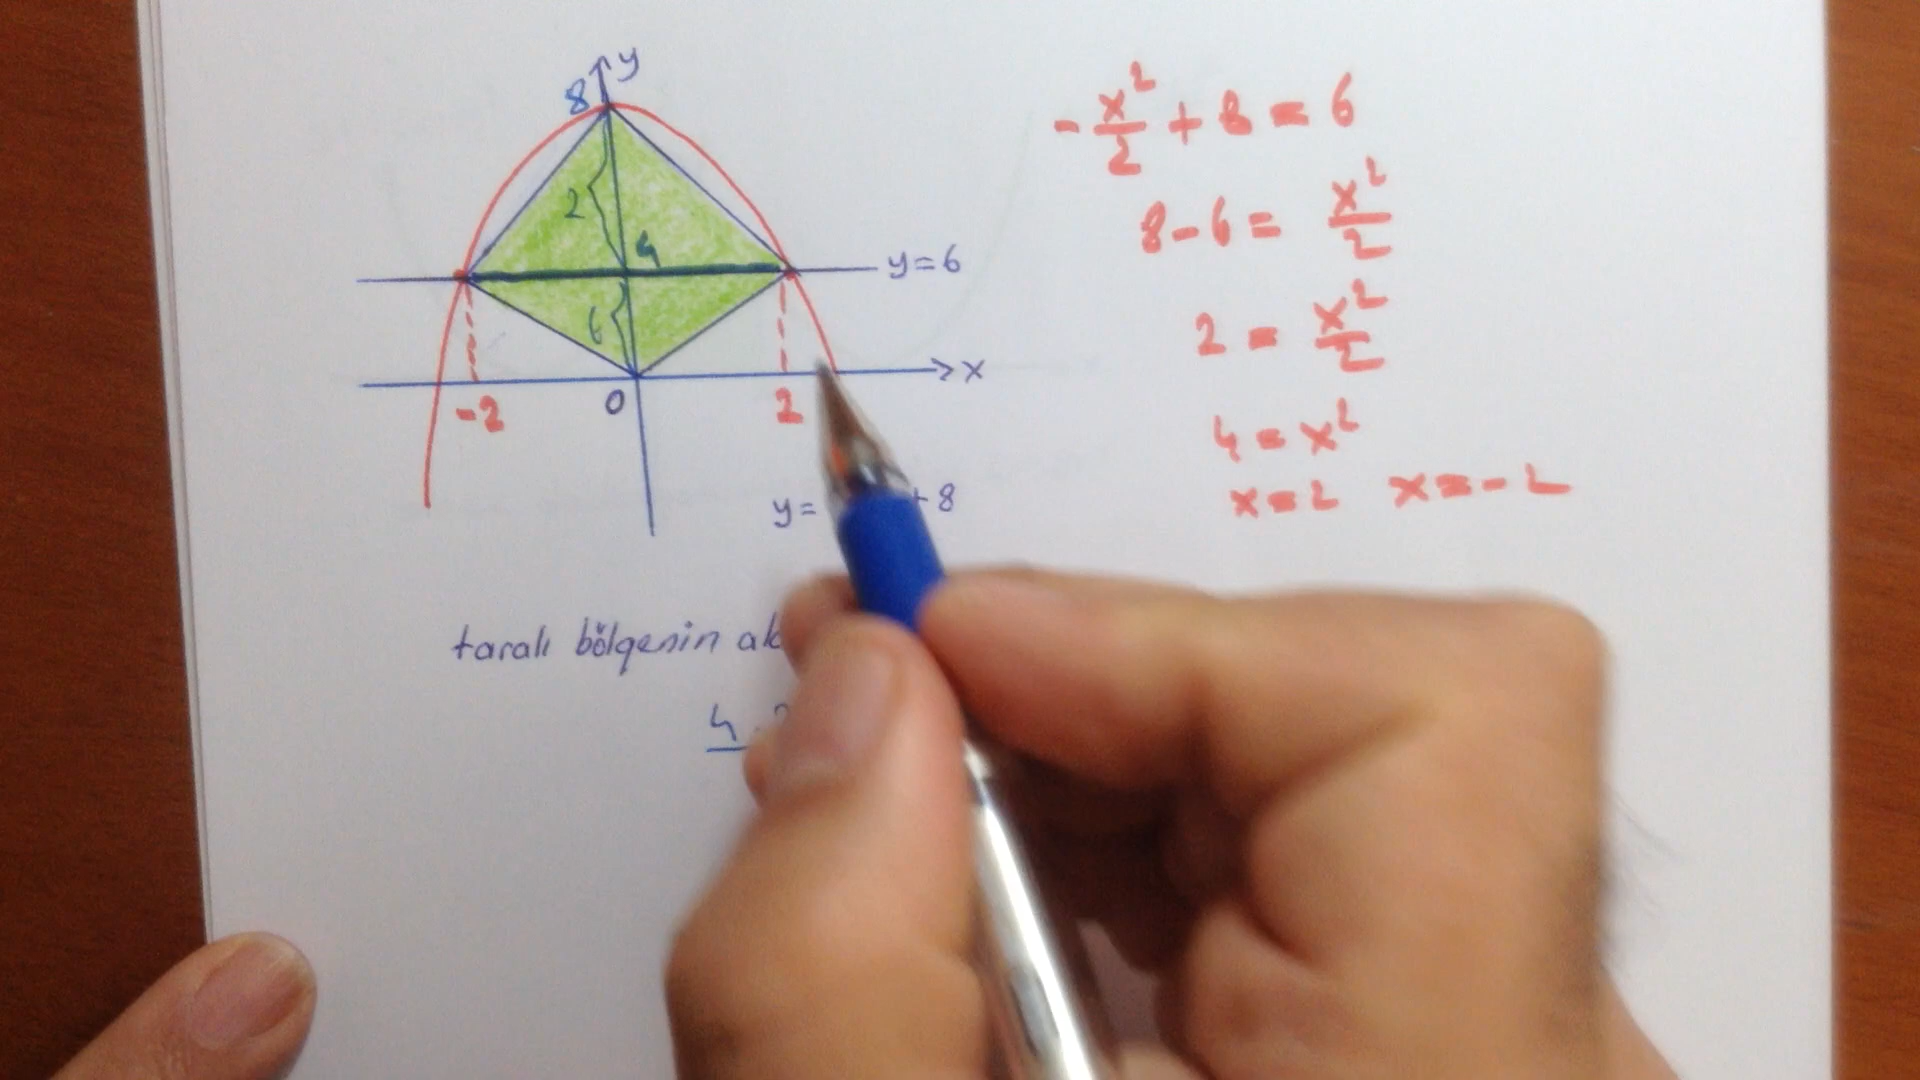 y
8
2
4
y=6
6
x
-2
0
2
y= +8
taralı bölgenin
4
-x²/2 + 8 = 6
8-6 = x²/2
2 = x²/2
4 = x²
x=2 x=-2